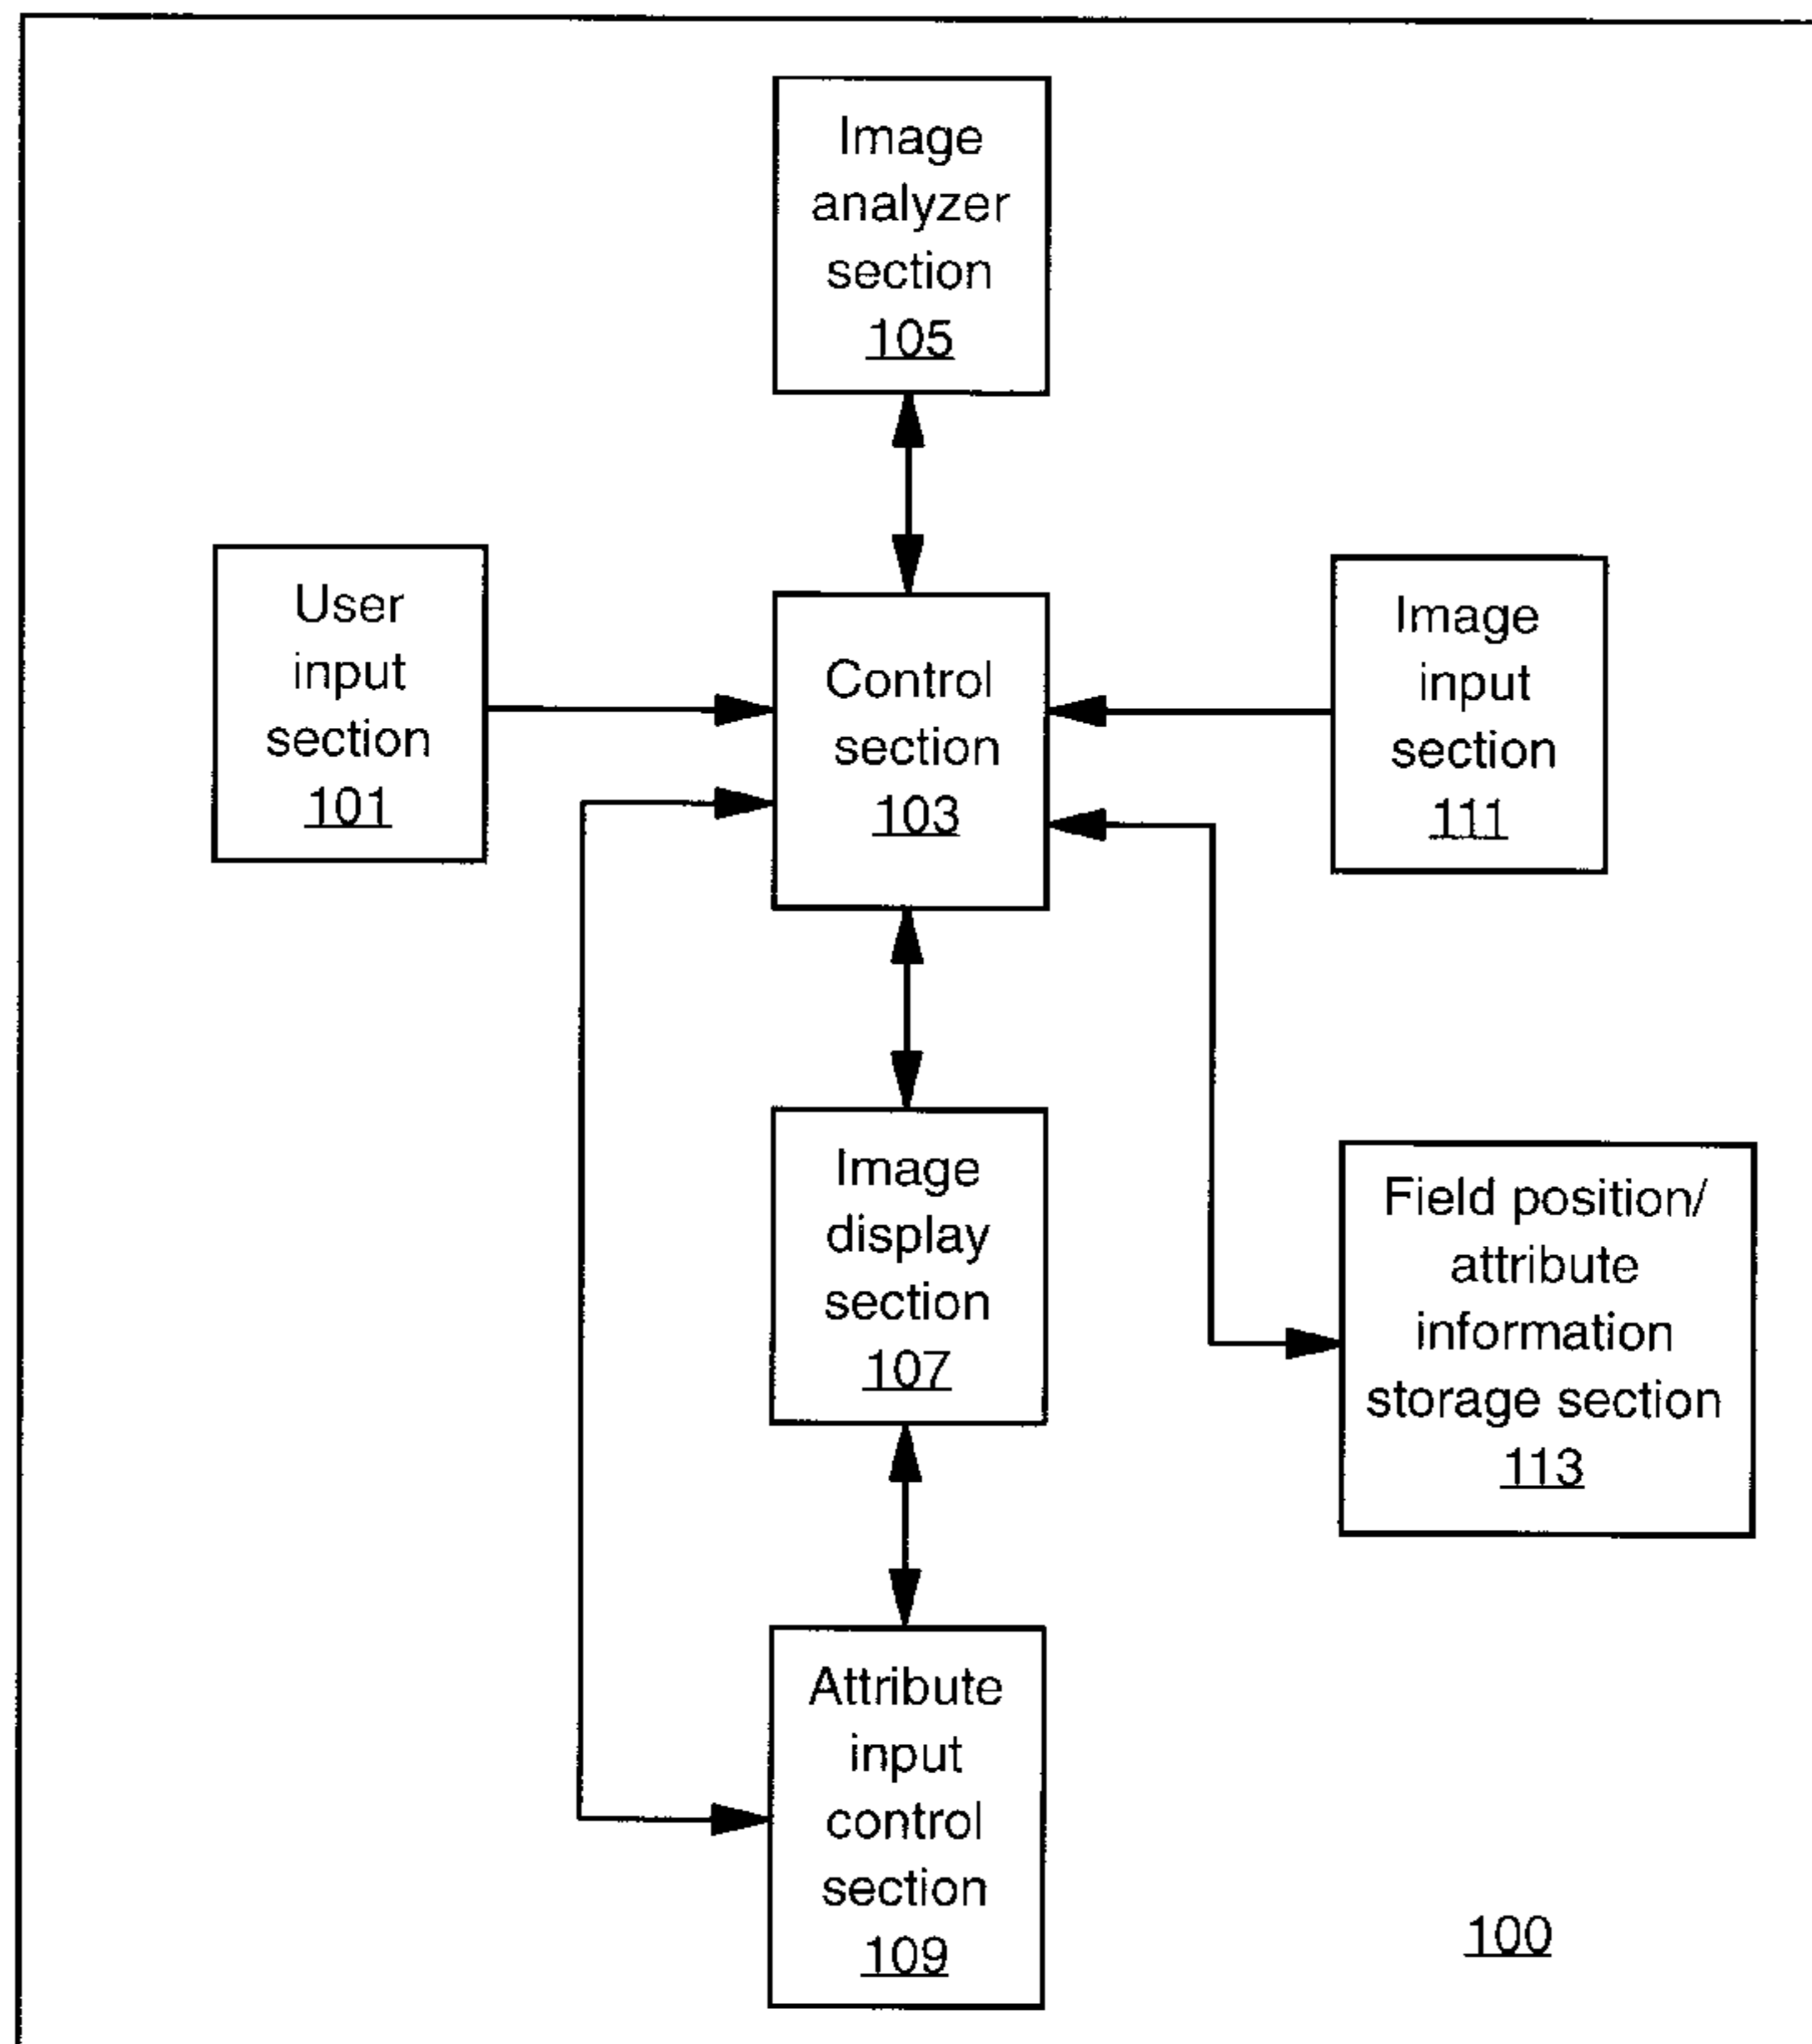 Image
analyzer
section
105
User
input
section
101
Control
section
103
Image
input
section
111
Image
display
section
107
Field position/
attribute
information
storage section
113
Attribute
input
control
section
109
100